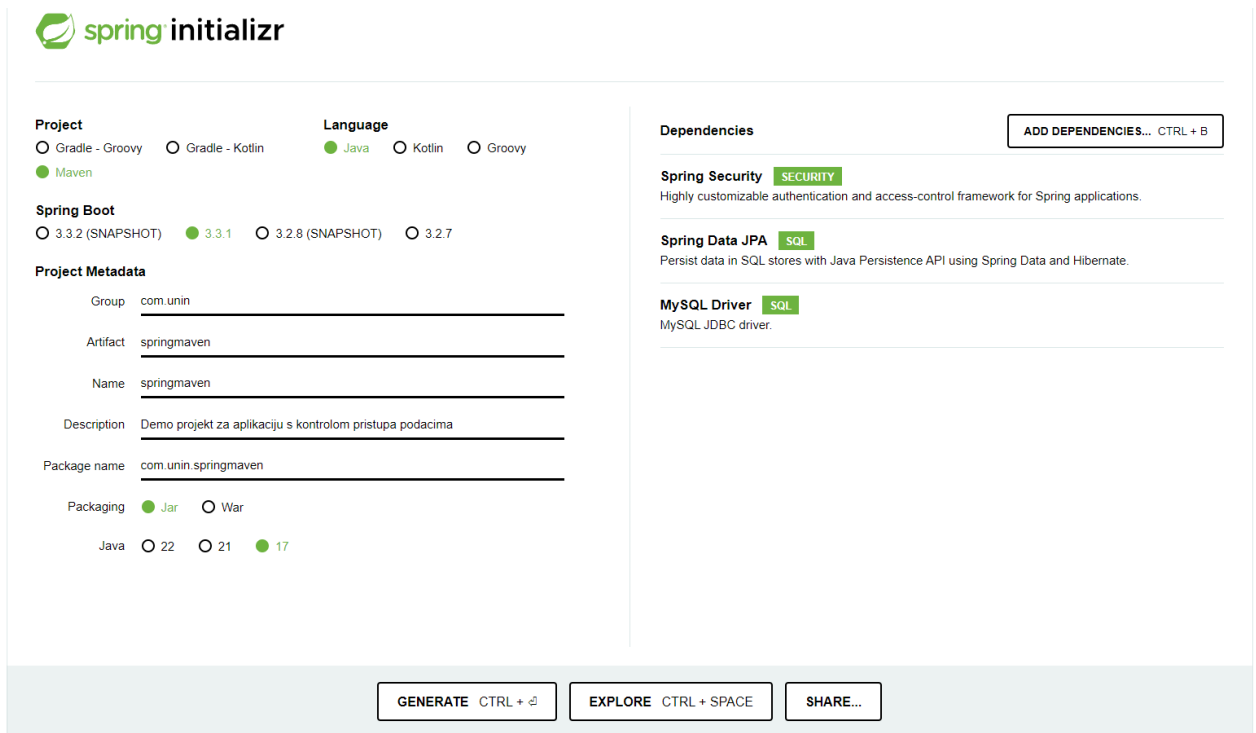 spring initializr
Project
Gradle - Groovy Gradle - Kotlin
Maven
Language
Java Kotlin Groovy
Spring Boot
3.3.2 (SNAPSHOT) 3.3.1 3.2.8 (SNAPSHOT) 3.2.7
Project Metadata
Group com.unin
Artifact springmaven
Name springmaven
Description Demo projekt za aplikaciju s kontrolom pristupa podacima
Package name com.unin.springmaven
Packaging Jar War
Java 22 21 17
Dependencies
ADD DEPENDENCIES... CTRL + B
Spring Security SECURITY
Highly customizable authentication and access-control framework for Spring applications.
Spring Data JPA SQL
Persist data in SQL stores with Java Persistence API using Spring Data and Hibernate.
MySQL Driver SQL
MySQL JDBC driver.
GENERATE CTRL + ⏎
EXPLORE CTRL + SPACE
SHARE...